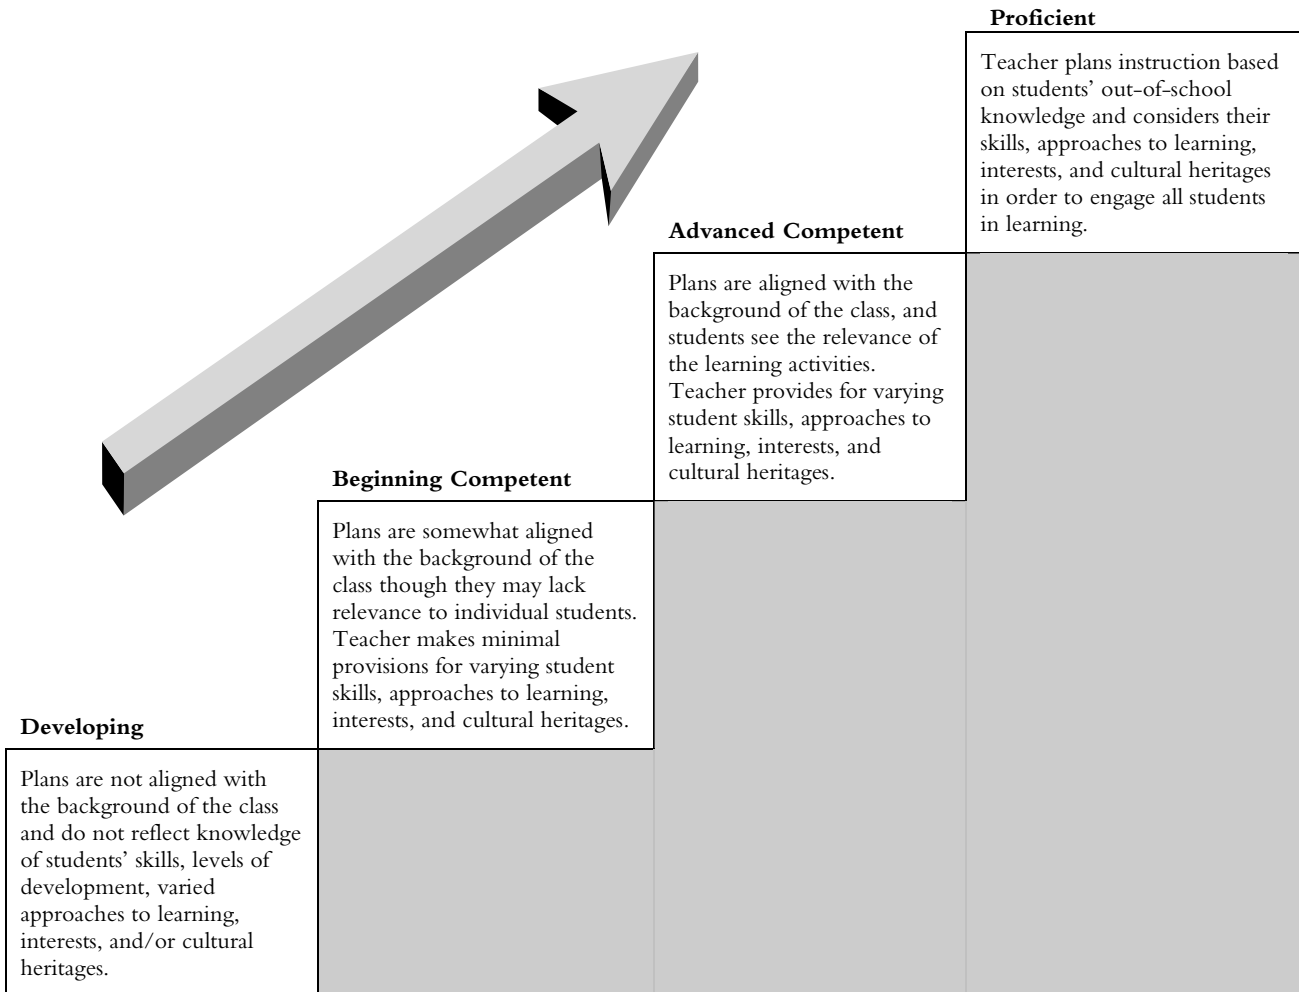 Proficient
Teacher plans instruction based
on students’ out-of-school
knowledge and considers their
skills, approaches to learning,
interests, and cultural heritages
in order to engage all students
in learning.
Advanced Competent
Plans are aligned with the
background of the class, and
students see the relevance of
the learning activities.
Teacher provides for varying
student skills, approaches to
learning, interests, and
cultural heritages.
Beginning Competent
Plans are somewhat aligned
with the background of the
class though they may lack
relevance to individual students.
Teacher makes minimal
provisions for varying student
skills, approaches to learning,
interests, and cultural heritages.
Developing
Plans are not aligned with
the background of the class
and do not reflect knowledge
of students’ skills, levels of
development, varied
approaches to learning,
interests, and/or cultural
heritages.